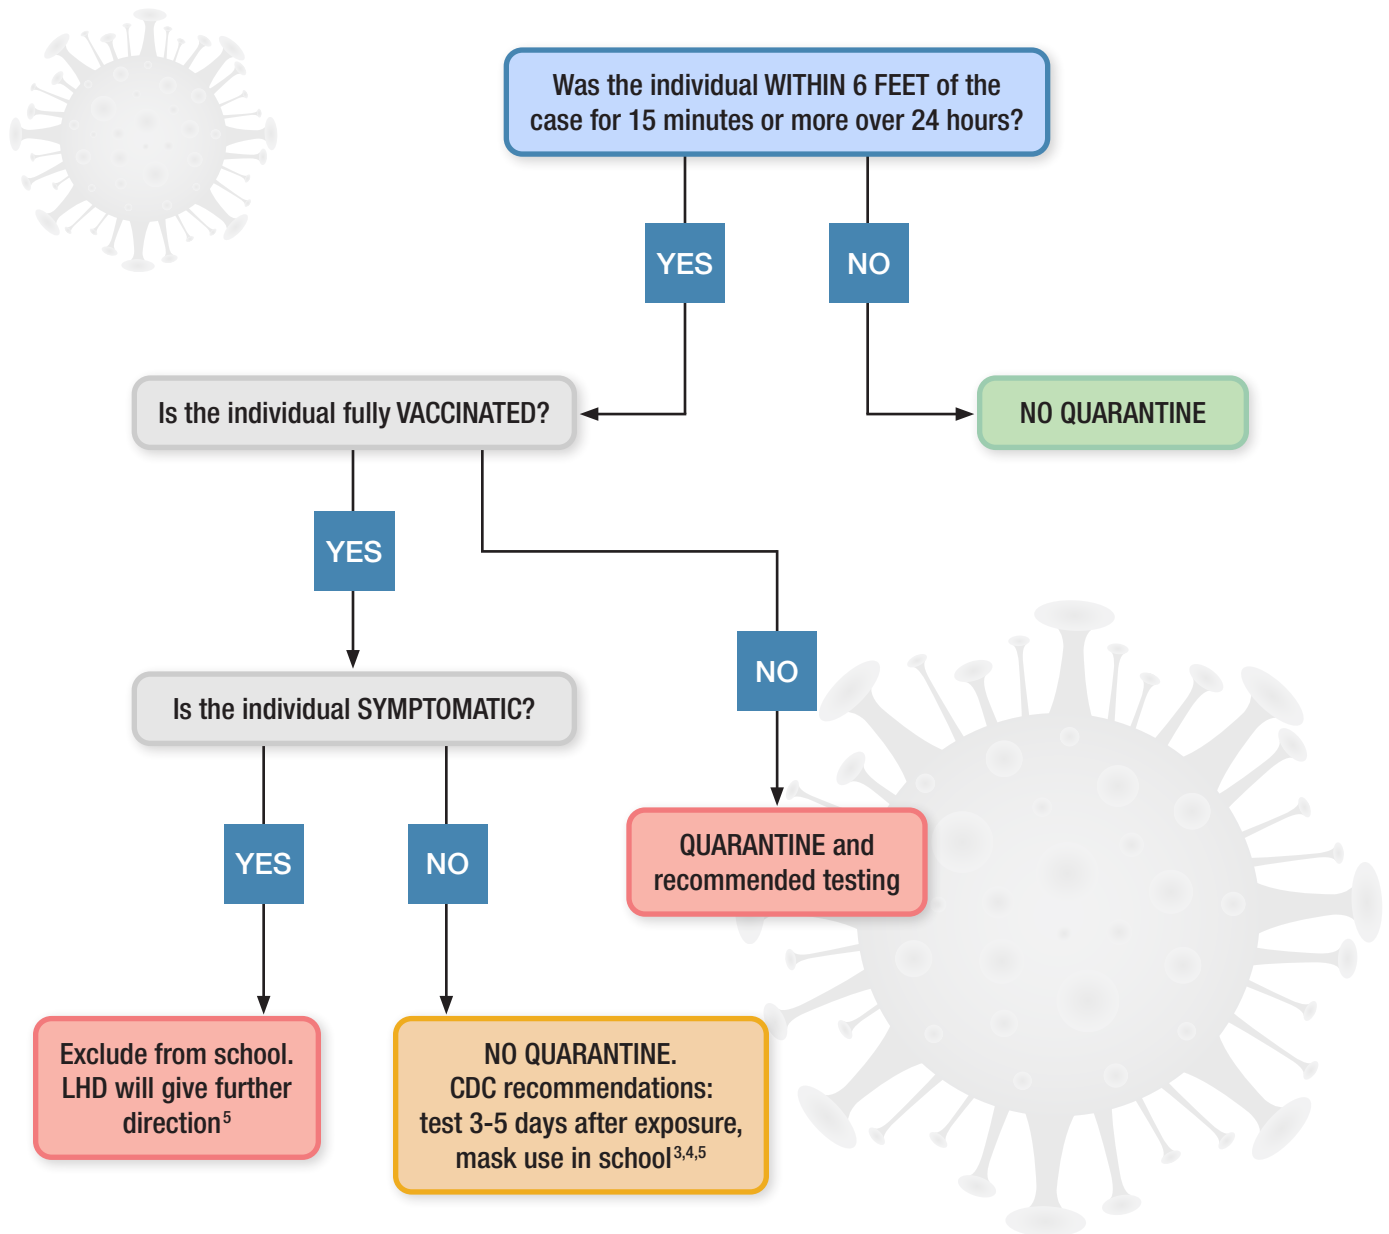 Was the individual WITHIN 6 FEET of the
case for 15 minutes or more over 24 hours?
YES
NO
Is the individual fully VACCINATED?
NO QUARANTINE
YES
NO
Is the individual SYMPTOMATIC?
YES
NO
QUARANTINE and
recommended testing
Exclude from school.
LHD will give further
direction⁵
NO QUARANTINE.
CDC recommendations:
test 3-5 days after exposure,
mask use in school³,⁴,⁵